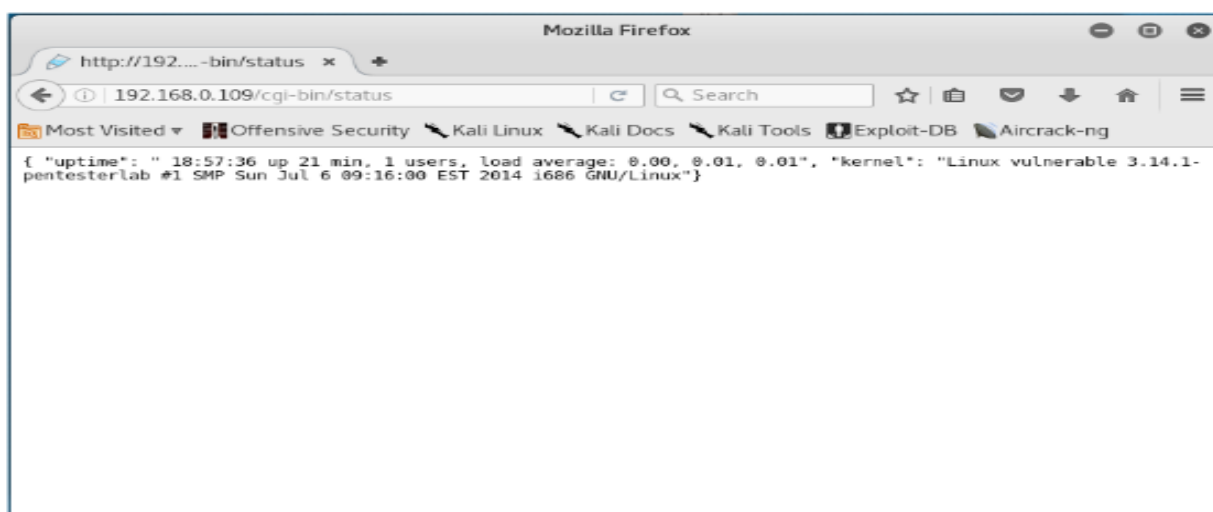 Mozilla Firefox
http://192....-bin/status
192.168.0.109/cgi-bin/status Search
Most Visited Offensive Security Kali Linux Kali Docs Kali Tools Exploit-DB Aircrack-ng
{ "uptime": " 18:57:36 up 21 min, 1 users, load average: 0.00, 0.01, 0.01", "kernel": "Linux vulnerable 3.14.1-
pentesterlab #1 SMP Sun Jul 6 09:16:00 EST 2014 i686 GNU/Linux"}